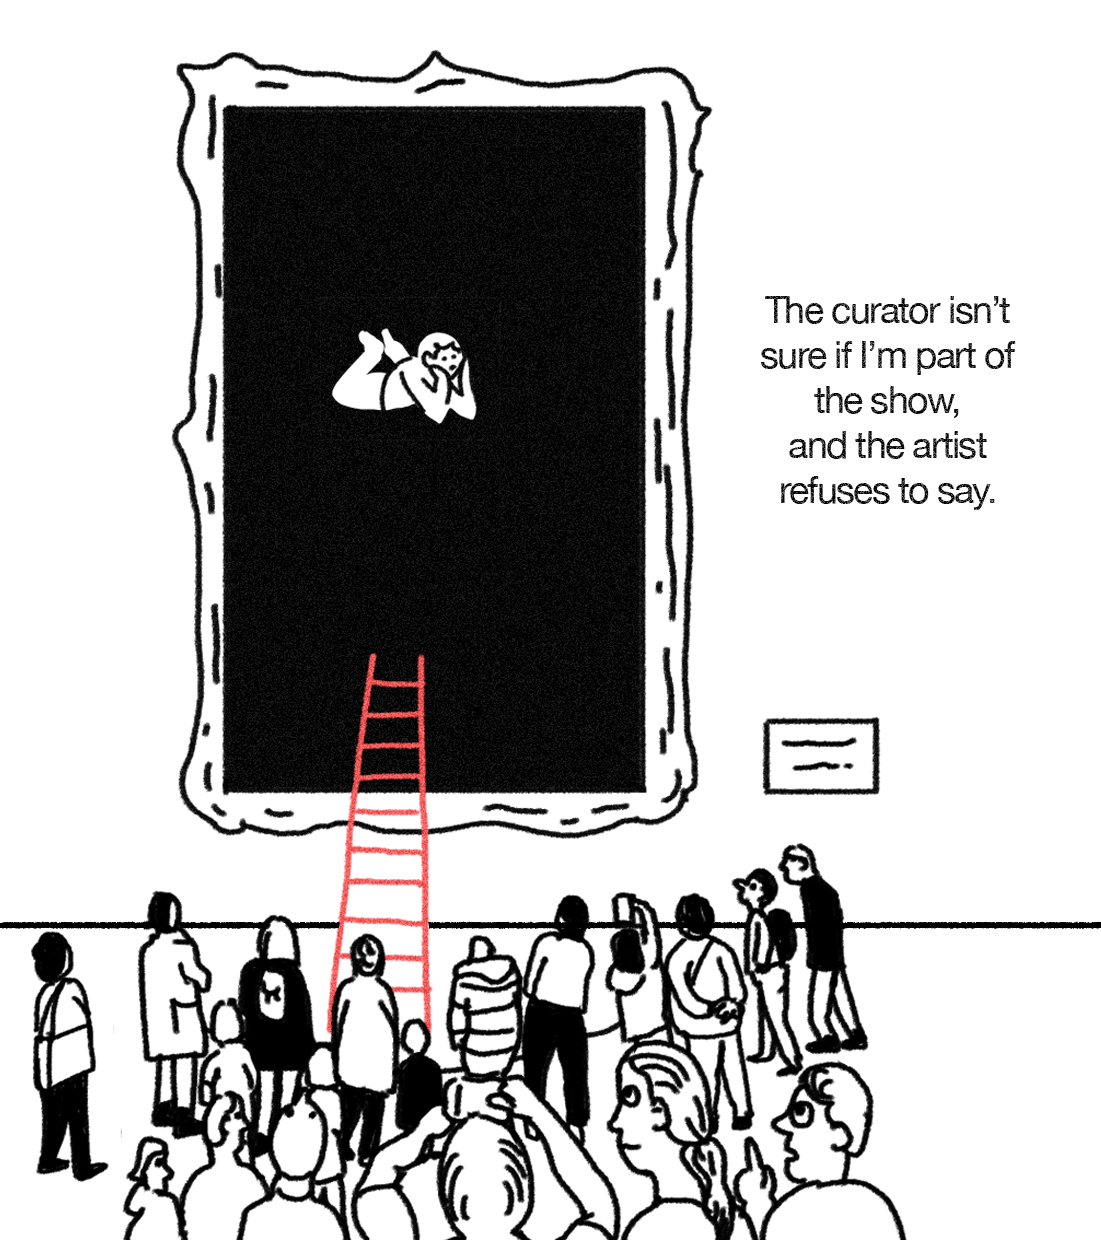 The curator isn’t
sure if I’m part of
the show,
and the artist
refuses to say.